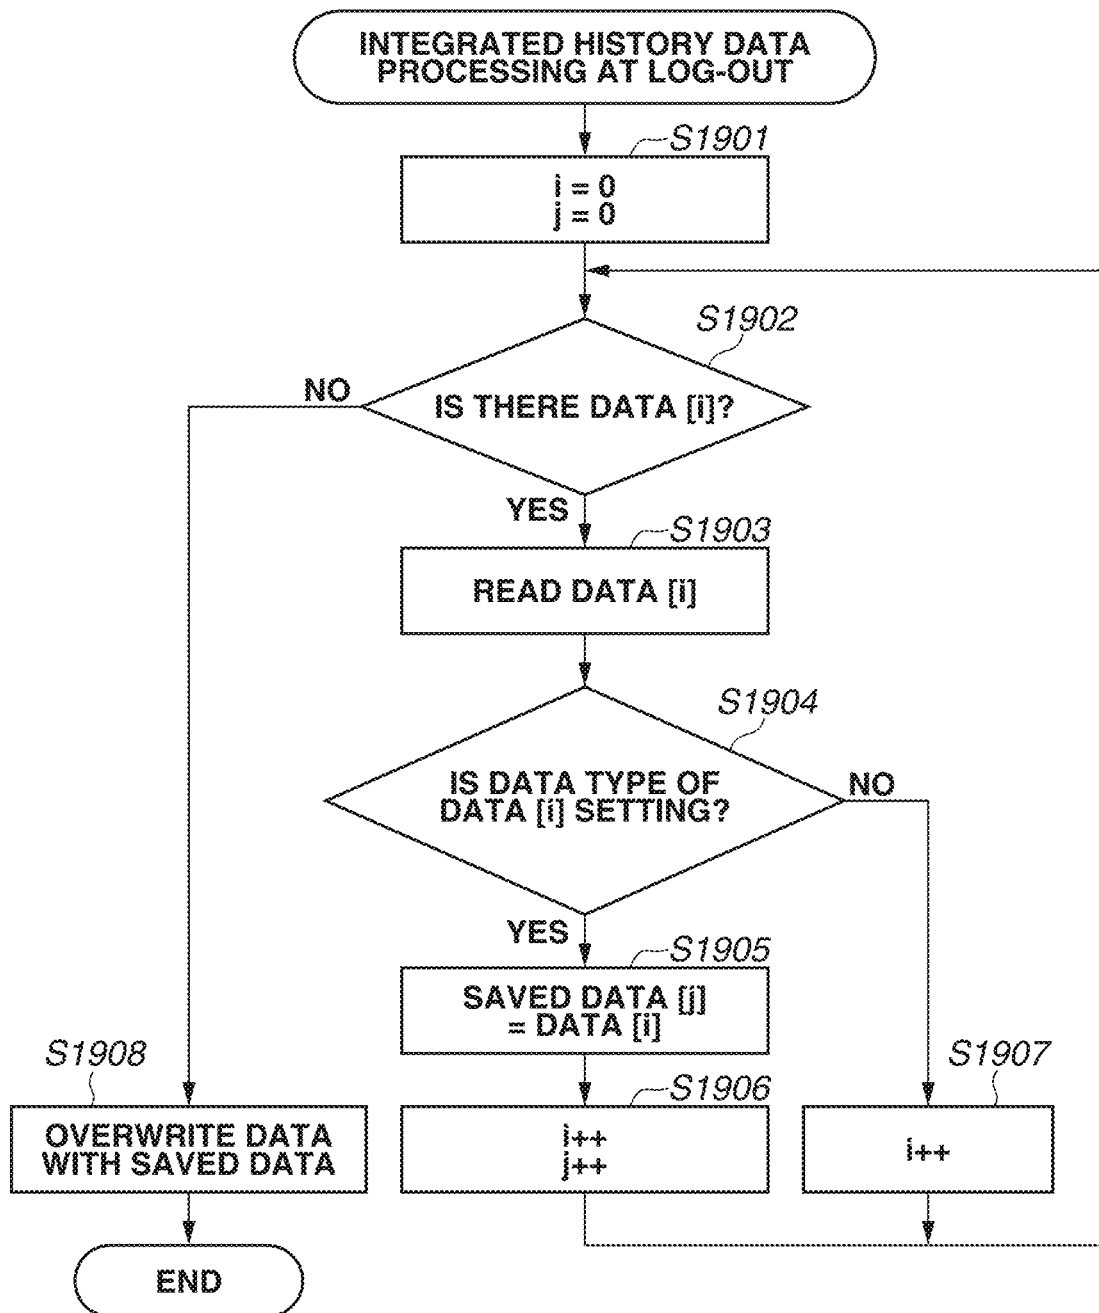 INTEGRATED HISTORY DATA
PROCESSING AT LOG-OUT
S1901
i = 0
j = 0
S1902
NO
IS THERE DATA [i]?
YES
S1903
READ DATA [i]
S1904
IS DATA TYPE OF
DATA [i] SETTING?
NO
YES
S1905
SAVED DATA [j]
= DATA [i]
S1908
OVERWRITE DATA
WITH SAVED DATA
S1906
i++
j++
S1907
i++
END